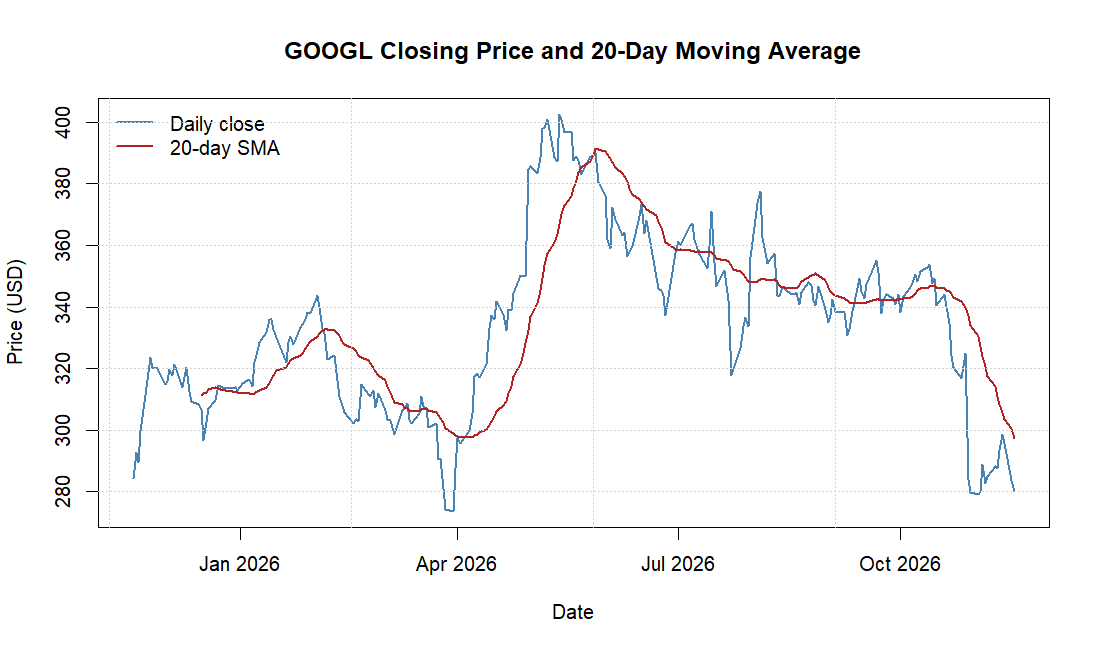 GOOGL Closing Price and 20-Day Moving Average
Daily close
20-day SMA
Price (USD)
400
380
360
340
320
300
280
Jan 2026
Apr 2026
Jul 2026
Oct 2026
Date